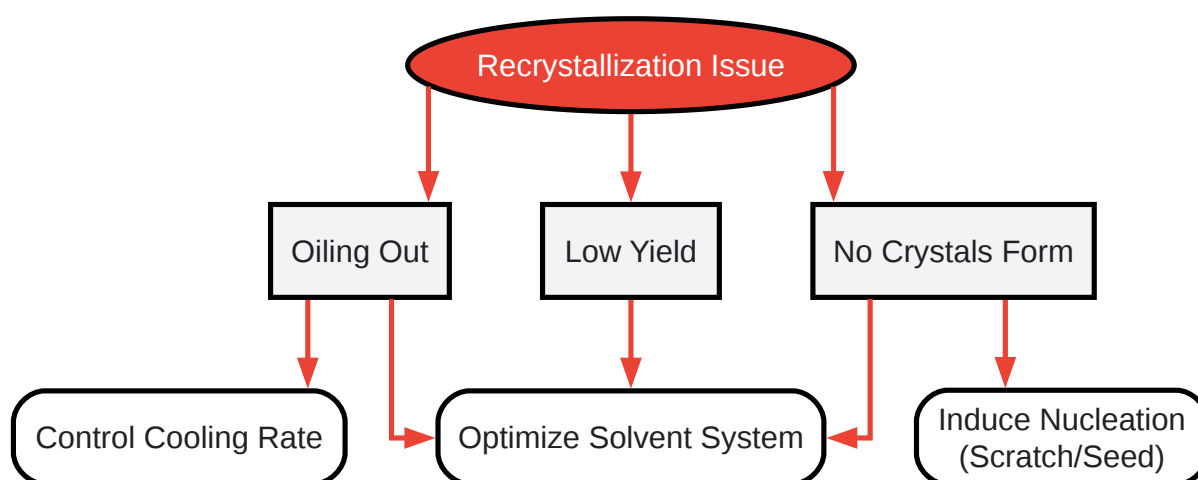 Recrystallization Issue
Oiling Out
Low Yield
No Crystals Form
Control Cooling Rate
Optimize Solvent System
Induce Nucleation
(Scratch/Seed)